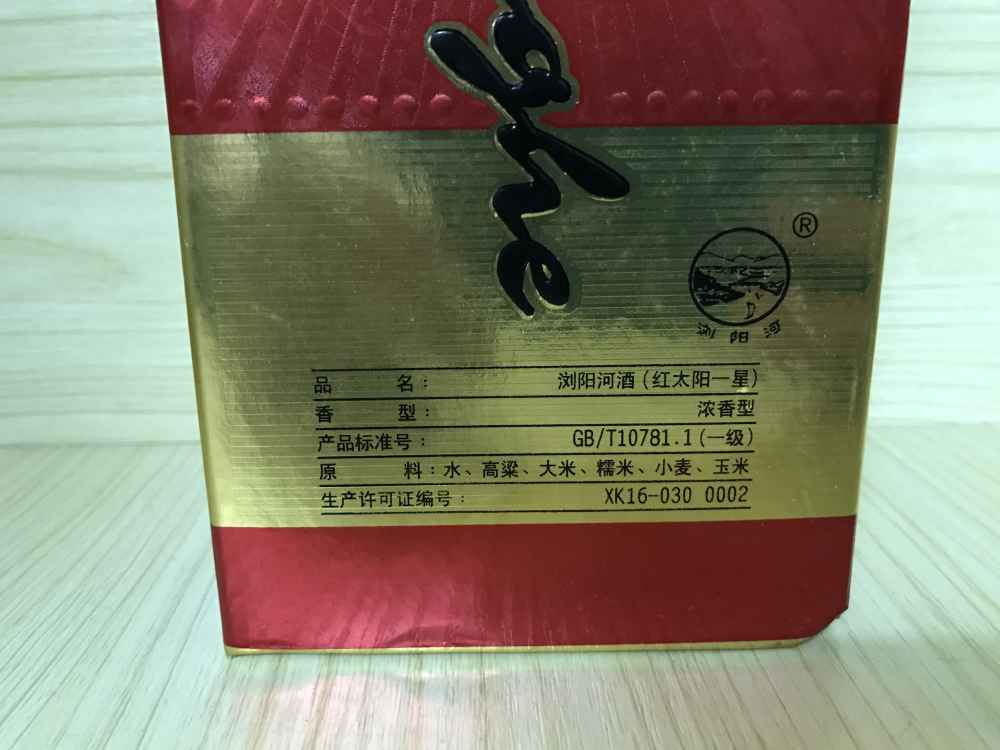 ghe
®
浏阳河
品 名：浏阳河酒(红太阳一星)
香 型：浓香型
产品标准号：GB/T10781.1(一级)
原 料：水、高粱、大米、糯米、小麦、玉米
生产许可证编号：XK16-030 0002